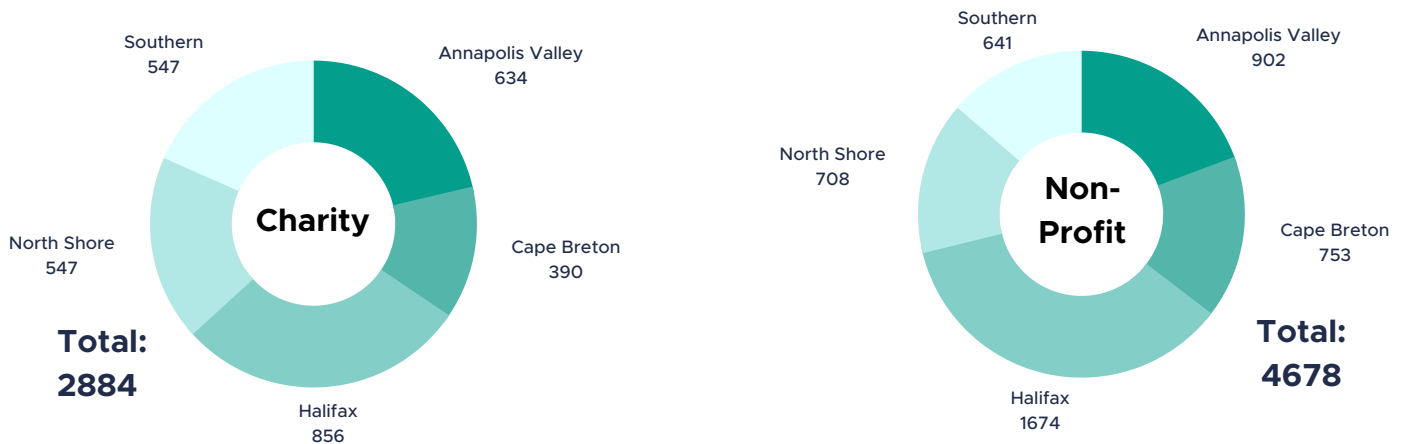 Southern
547
Annapolis Valley
634
Charity
North Shore
547
Cape Breton
390
Total:
2884
Halifax
856
Southern
641
Annapolis Valley
902
North Shore
708
Non-
Profit
Cape Breton
753
Total:
4678
Halifax
1674